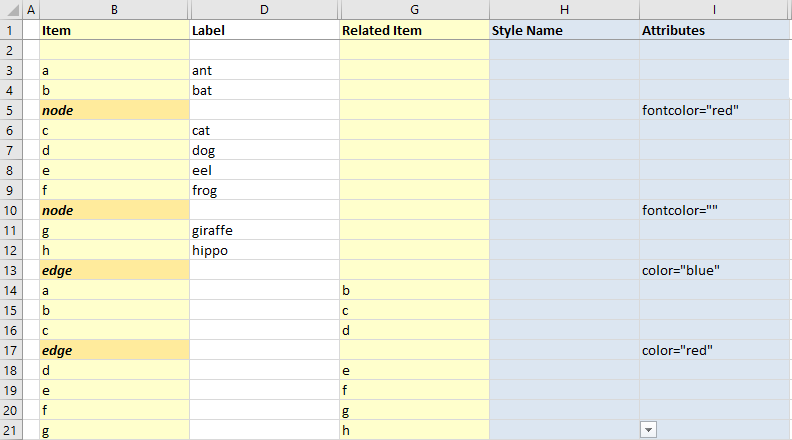 A B D G H I
1 Item Label Related Item Style Name Attributes
2
3 a ant
4 b bat
5 node fontcolor="red"
6 c cat
7 d dog
8 e eel
9 f frog
10 node fontcolor=""
11 g giraffe
12 h hippo
13 edge color="blue"
14 a b
15 b c
16 c d
17 edge color="red"
18 d e
19 e f
20 f g
21 g h